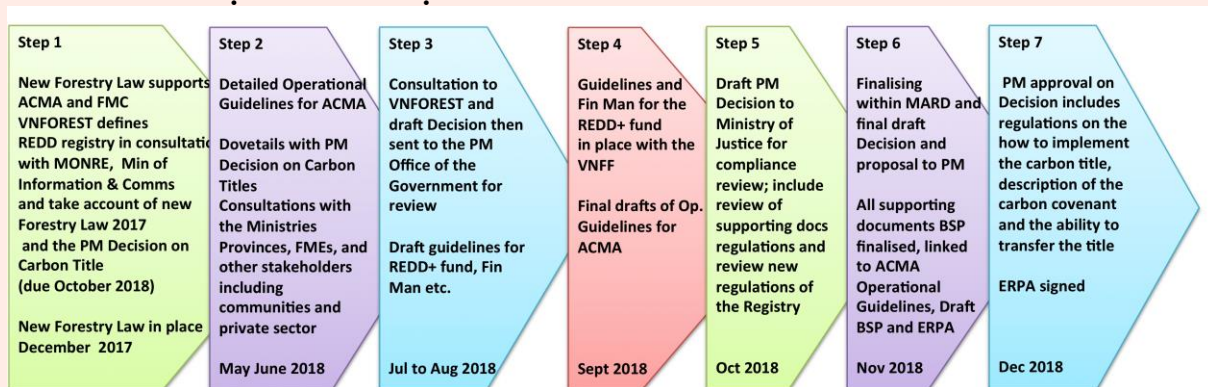 Step 1
New Forestry Law supports
ACMA and FMC
VNFOREST defines
REDD registry in consultatio
with MONRE, Min of
Information & Comms
and take account of new
Forestry Law 2017
and the PM Decision on
Carbon Title
(due October 2018)
New Forestry Law in place
December 2017
Step 2
Detailed Operational
Guidelines for ACMA
Dovetails with PM
Decision on Carbon
Titles
Consultations with
the Ministries
Provinces, FMEs, and
other stakeholders
including
communities and
private sector
May June 2018
Step 3
Consultation to
VNFOREST and
draft Decision then
sent to the PM
Office of the
Government for
review
Draft guidelines for
REDD+ fund, Fin
Man etc.
Jul to Aug 2018
Step 4
Guidelines and
Fin Man for the
REDD+ fund
in place with the
VNFF
Final drafts of Op.
Guidelines for
ACMA
Sept 2018
Step 5
Draft PM
Decision to
Ministry of
Justice for
compliance
review; include
review of
supporting docs
regulations and
review new
regulations of
the Registry
Oct 2018
Step 6
Finalising
within MARD and
final draft
Decision and
proposal to PM
All supporting
documents BSP
finalised, linked
to ACMA
Operational
Guidelines, Draft
BSP and ERPA
Nov 2018
Step 7
PM approval on
Decision includes
regulations on the
how to implement
the carbon title,
description of the
carbon covenant
and the ability to
transfer the title
ERPA signed
Dec 2018